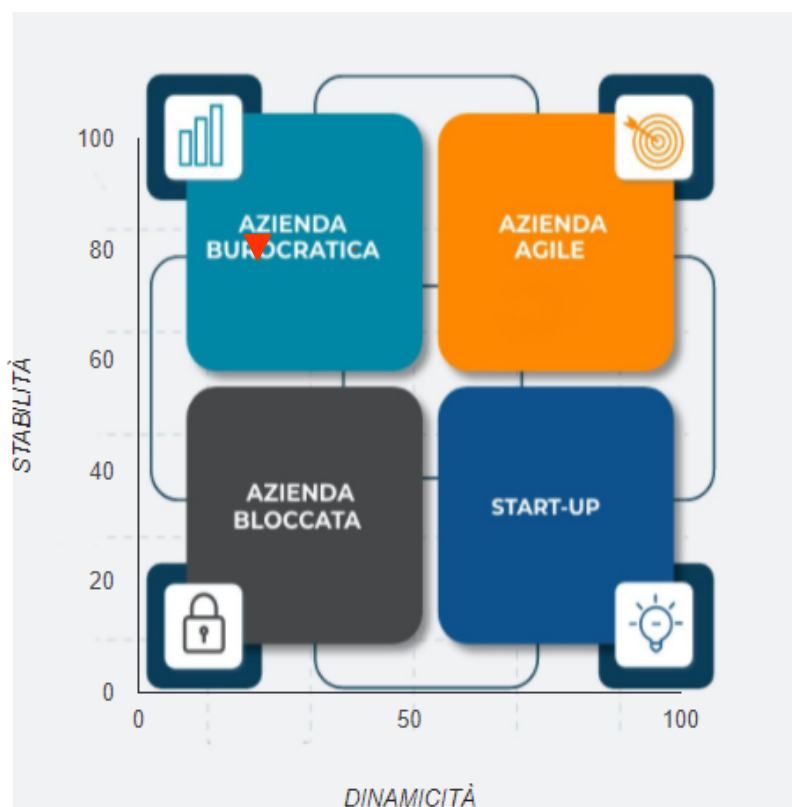 100
80
60
40
20
0
0
50
100
STABILITÀ
DINAMICITÀ
AZIENDA
BUROCRATICA
AZIENDA
AGILE
AZIENDA
BLOCCATA
START-UP